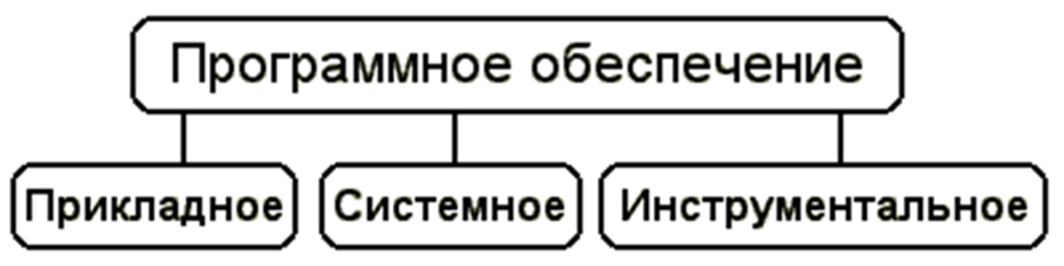 Программное обеспечение
Прикладное
Системное
Инструментальное